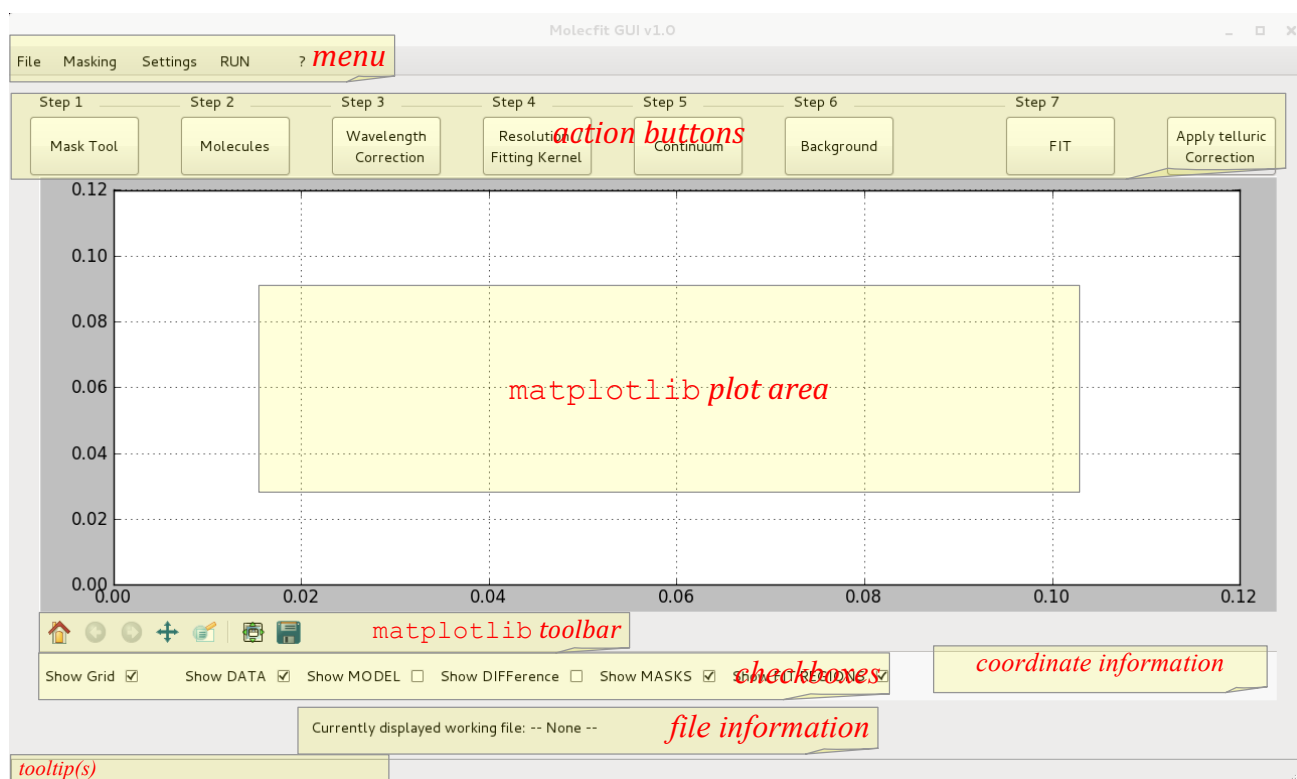 Molecfit GUI v1.0
File Masking Settings RUN ? menu
Step 1 Step 2 Step 3 Step 4 Step 5 Step 6 Step 7
Mask Tool Molecules Wavelength Correction Resolution / Fitting Kernel Continuum Background FIT Apply telluric Correction
action buttons
0.12
0.10
0.08
0.06
0.04
0.02
0.00
matplotlib plot area
0.00 0.02 0.04 0.06 0.08 0.10 0.12
matplotlib toolbar
Show Grid Show DATA Show MODEL Show DIFFerence Show MASKS Show FIT REGIONS
checkboxes
coordinate information
Currently displayed working file: -- None --
file information
tooltip(s)